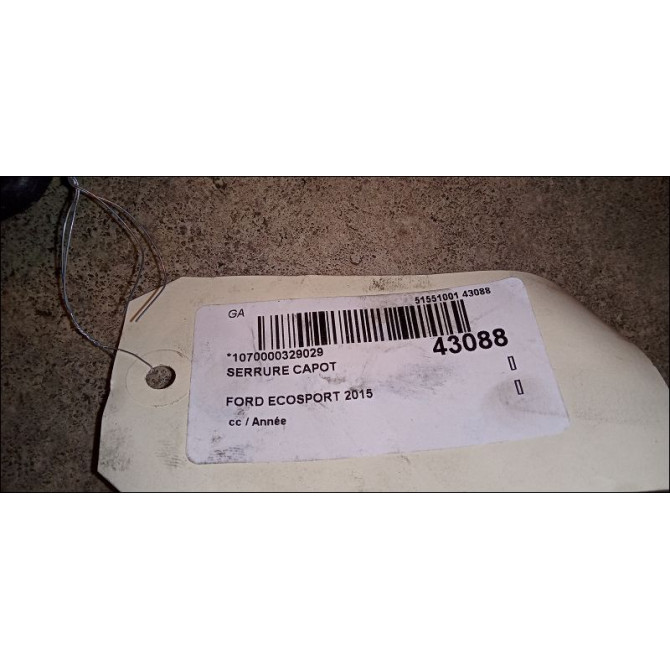 GA
51551001 43088
*1070000329029
43088
SERRURE CAPOT
FORD ECOSPORT 2015
cc / Année